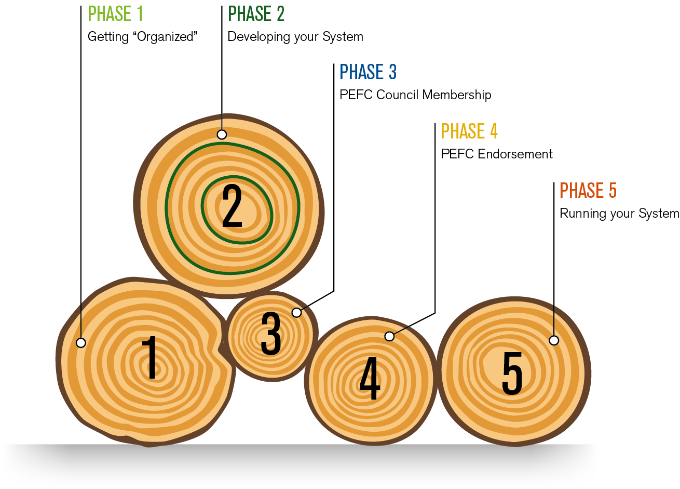 PHASE 1
Getting “Organized”
PHASE 2
Developing your System
PHASE 3
PEFC Council Membership
PHASE 4
PEFC Endorsement
PHASE 5
Running your System
2
1
3
4
5